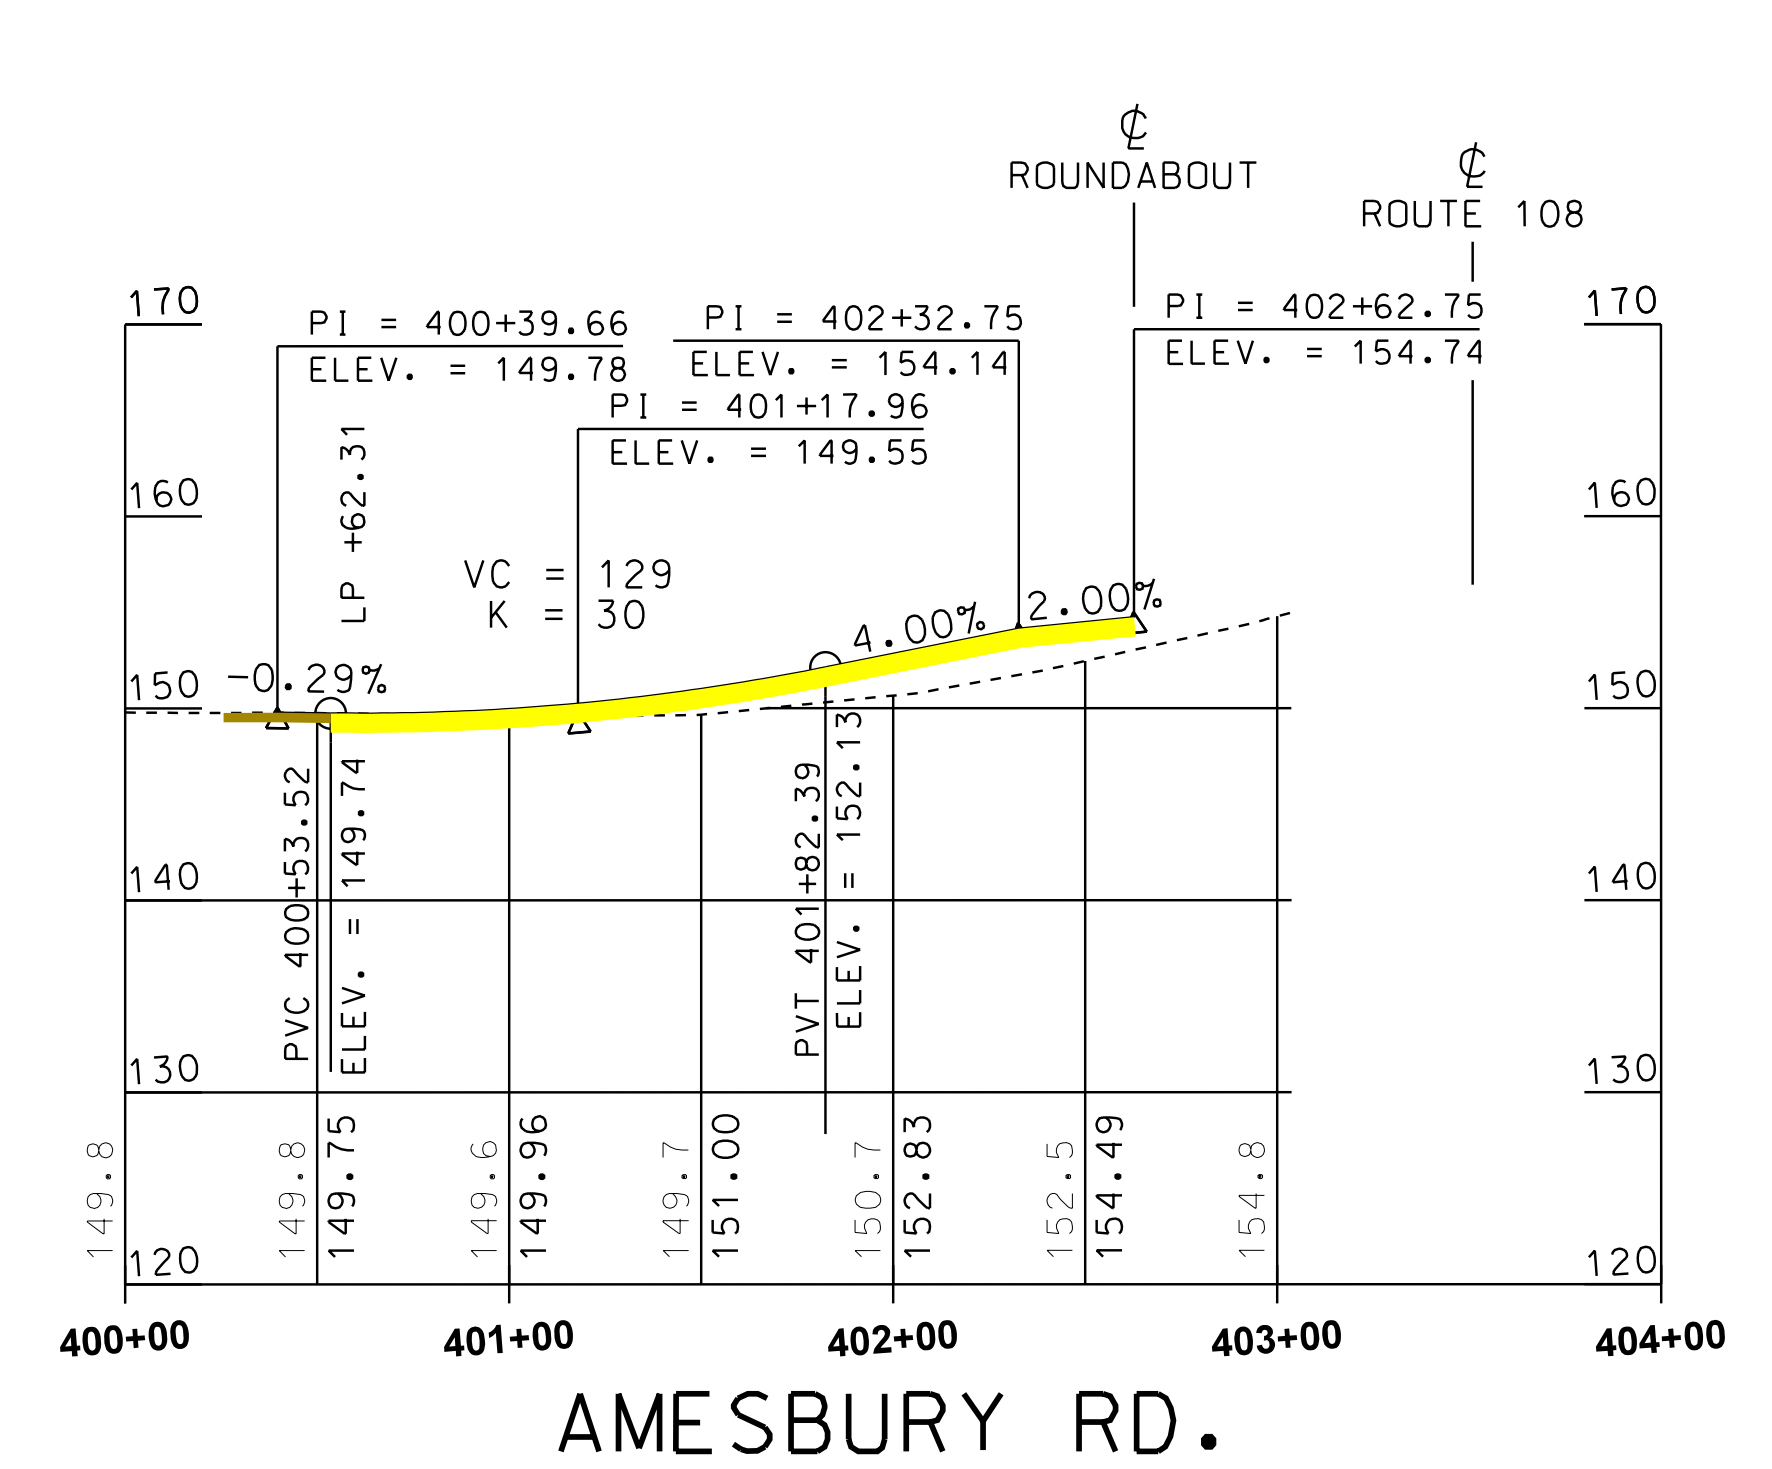 ℄
ROUNDABOUT
℄
ROUTE 108
170
170
PI = 400+39.66
ELEV. = 149.78
PI = 402+32.75
ELEV. = 154.14
PI = 402+62.75
ELEV. = 154.74
PI = 401+17.96
ELEV. = 149.55
LP +62.31
160
160
VC = 129
K = 30
-0.29%
4.00%
2.00%
150
150
PVC 400+53.52
ELEV. = 149.74
PVT 401+82.39
ELEV. = 152.13
140
140
130
130
149.8
149.8
149.75
149.6
149.96
149.7
151.00
150.7
152.83
152.5
154.49
154.8
120
120
400+00
401+00
402+00
403+00
404+00
AMESBURY RD.